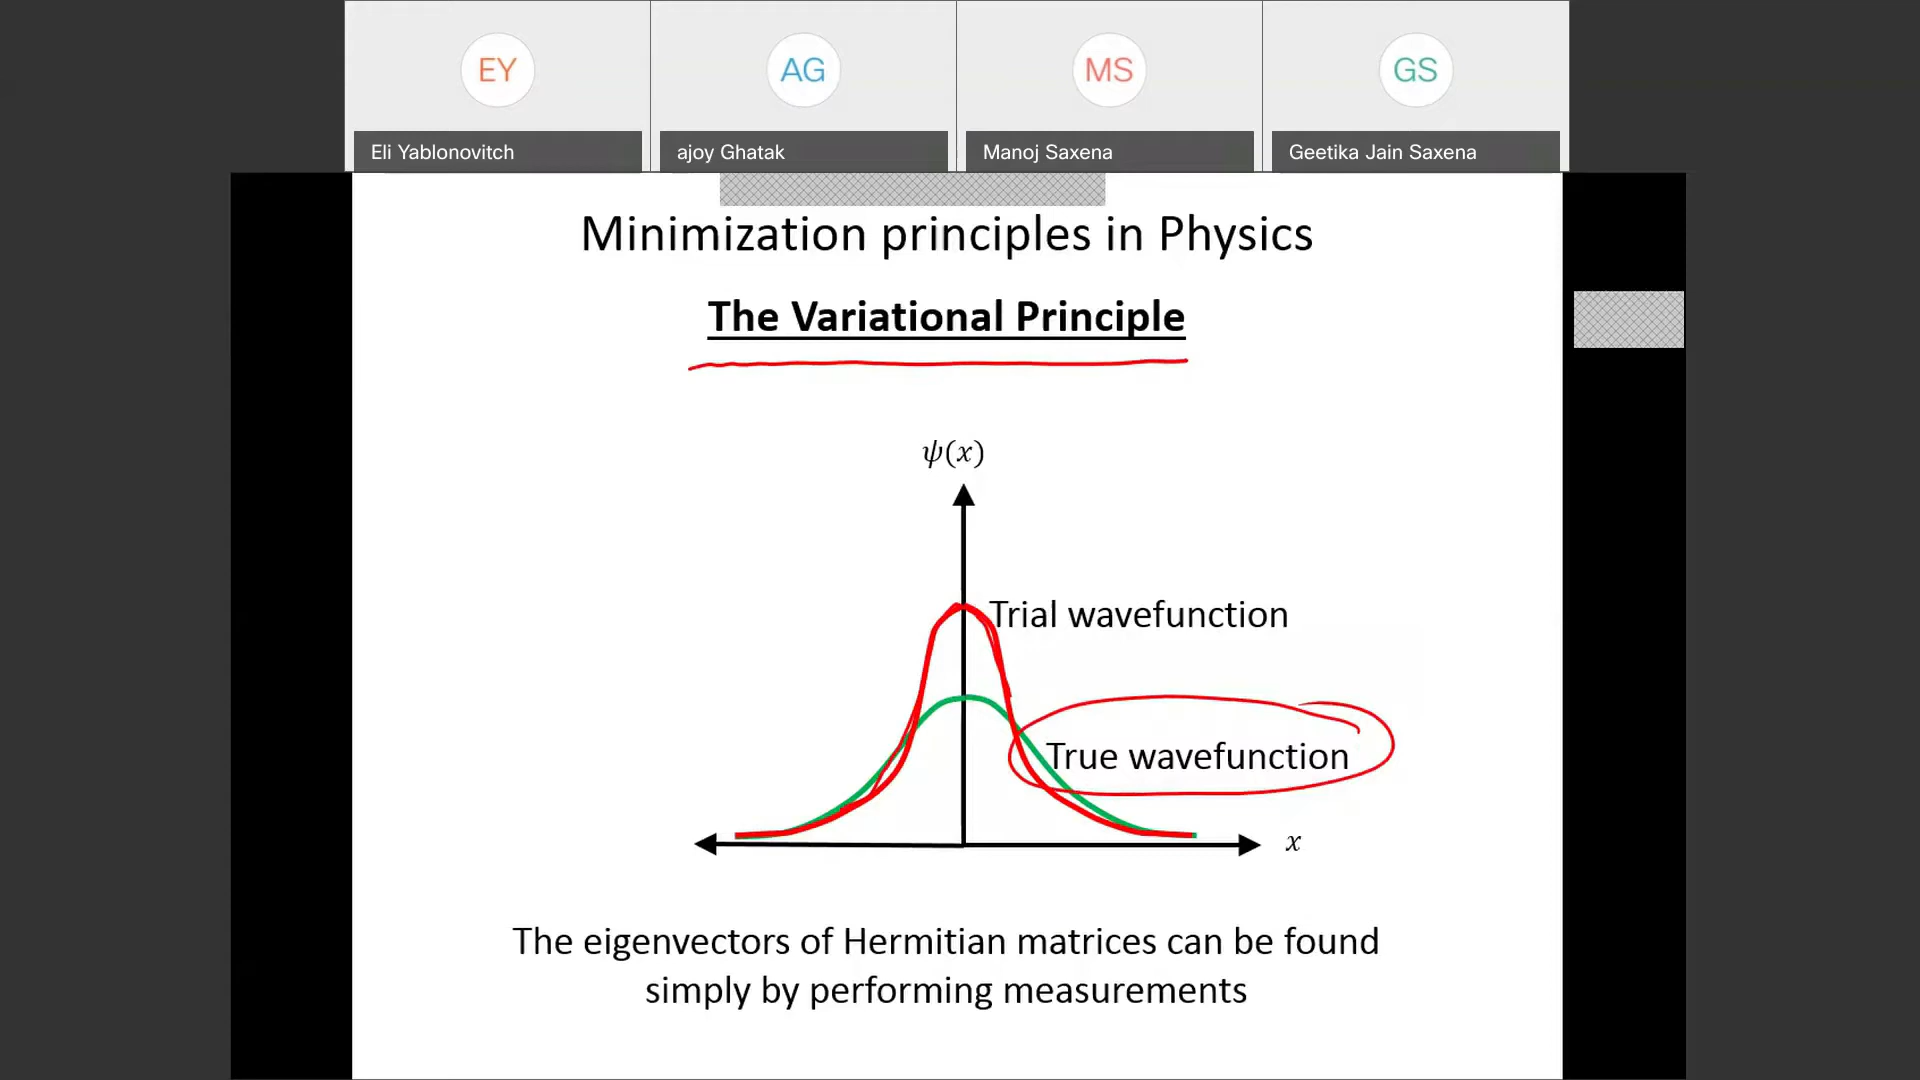 EY
AG
MS
GS
Eli Yablonovitch
ajoy Ghatak
Manoj Saxena
Geetika Jain Saxena
Minimization principles in Physics
The Variational Principle
ψ(x)
Trial wavefunction
True wavefunction
x
The eigenvectors of Hermitian matrices can be found
simply by performing measurements